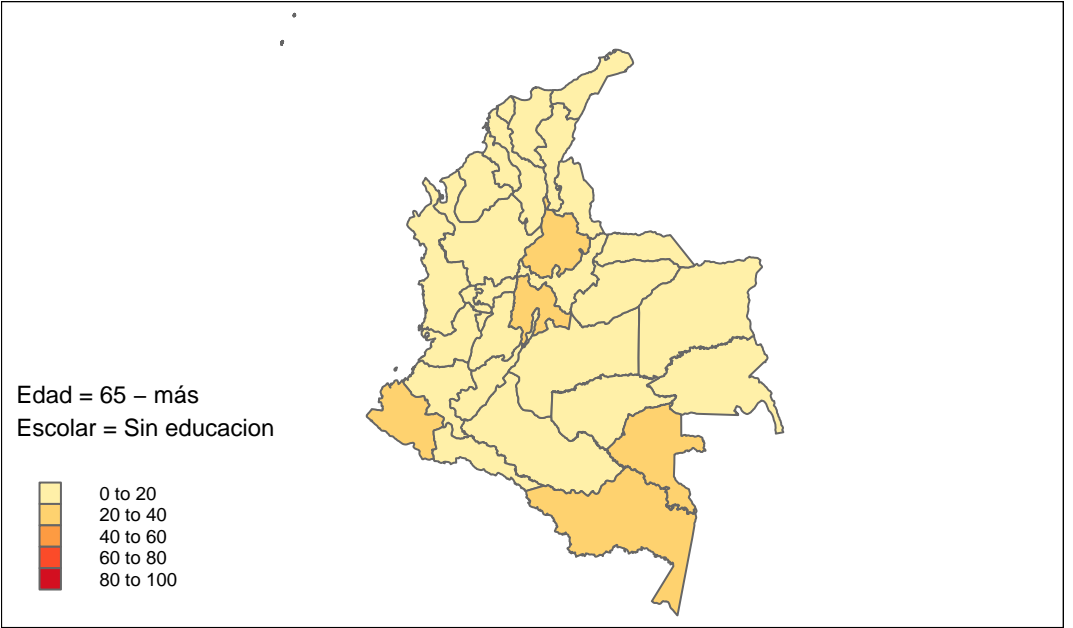 Edad = 65 – más
Escolar = Sin educacion
0 to 20
20 to 40
40 to 60
60 to 80
80 to 100